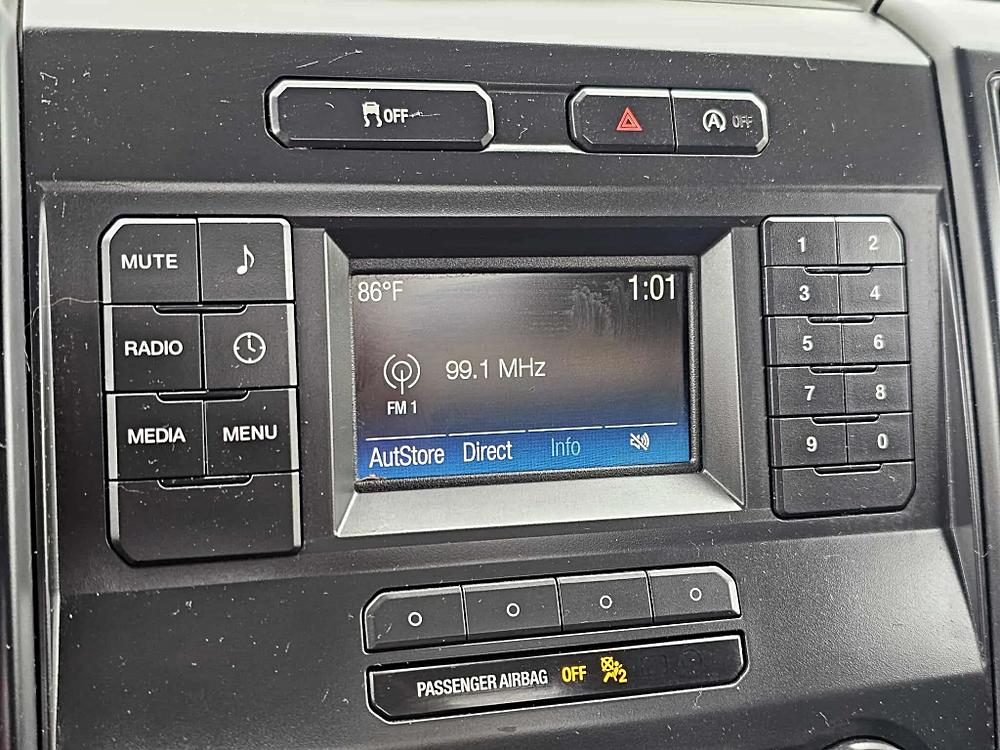 OFF
A OFF
MUTE
RADIO
MEDIA MENU
86°F 1:01
99.1 MHz
FM 1
AutStore Direct Info
1 2
3 4
5 6
7 8
9 0
PASSENGER AIRBAG OFF 2